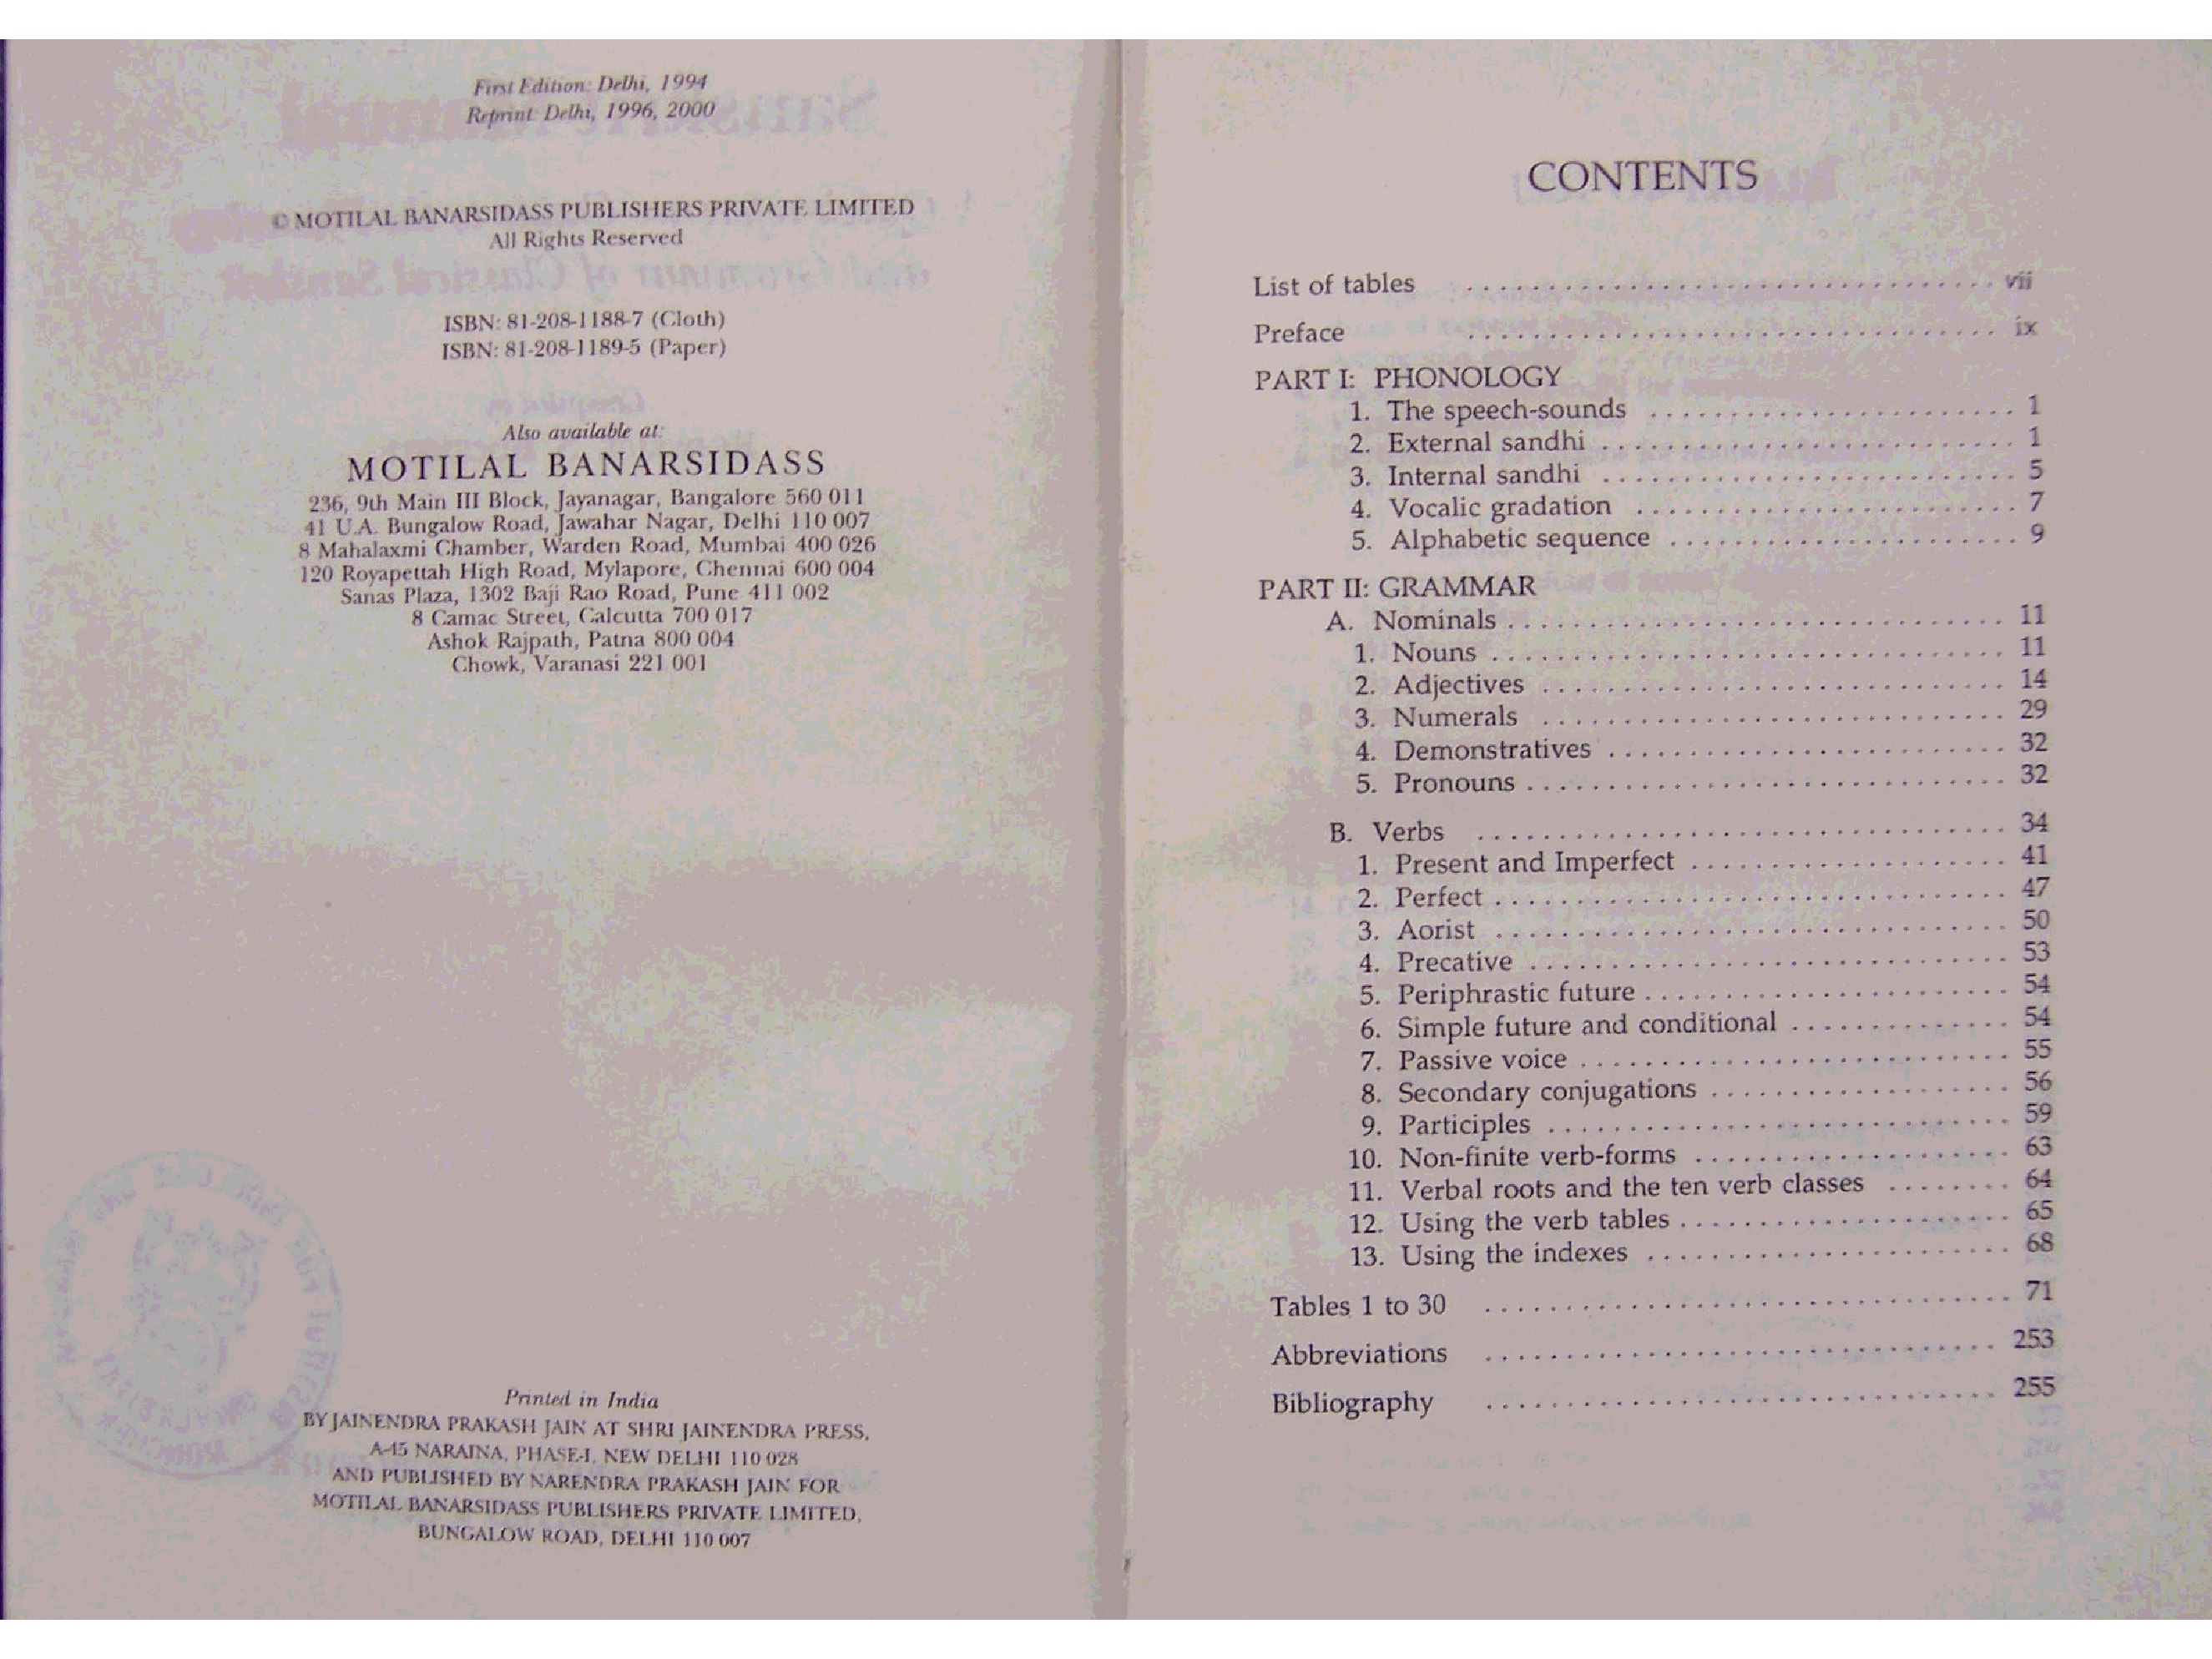 First Edition: Delhi, 1994
Reprint: Delhi, 1996, 2000
© MOTILAL BANARSIDASS PUBLISHERS PRIVATE LIMITED
All Rights Reserved
ISBN: 81-208-1188-7 (Cloth)
ISBN: 81-208-1189-5 (Paper)
Also available at:
MOTILAL BANARSIDASS
236, 9th Main III Block, Jayanagar, Bangalore 560 011
41 U.A. Bungalow Road, Jawahar Nagar, Delhi 110 007
8 Mahalaxmi Chamber, Warden Road, Mumbai 400 026
120 Royapettah High Road, Mylapore, Chennai 600 004
Sanas Plaza, 1302 Baji Rao Road, Pune 411 002
8 Camac Street, Calcutta 700 017
Ashok Rajpath, Patna 800 004
Chowk, Varanasi 221 001
Printed in India
BY JAINENDRA PRAKASH JAIN AT SHRI JAINENDRA PRESS,
A-45 NARAINA, PHASE-I, NEW DELHI 110 028
AND PUBLISHED BY NARENDRA PRAKASH JAIN FOR
MOTILAL BANARSIDASS PUBLISHERS PRIVATE LIMITED,
BUNGALOW ROAD, DELHI 110 007
CONTENTS
List of tables ................................. vii
Preface ................................. ix
PART I: PHONOLOGY
1. The speech-sounds ....................... 1
2. External sandhi .......................... 1
3. Internal sandhi .......................... 5
4. Vocalic gradation ........................ 7
5. Alphabetic sequence ...................... 9
PART II: GRAMMAR
A. Nominals ............................... 11
1. Nouns ................................ 11
2. Adjectives ............................. 14
3. Numerals ............................. 29
4. Demonstratives ......................... 32
5. Pronouns .............................. 32
B. Verbs ................................. 34
1. Present and Imperfect .................... 41
2. Perfect ................................ 47
3. Aorist ................................ 50
4. Precative .............................. 53
5. Periphrastic future ....................... 54
6. Simple future and conditional .............. 54
7. Passive voice ........................... 55
8. Secondary conjugations ................... 56
9. Participles ............................. 59
10. Non-finite verb-forms .................... 63
11. Verbal roots and the ten verb classes ........ 64
12. Using the verb tables ..................... 65
13. Using the indexes ....................... 68
Tables 1 to 30 ................................. 71
Abbreviations ................................ 253
Bibliography ................................ 255